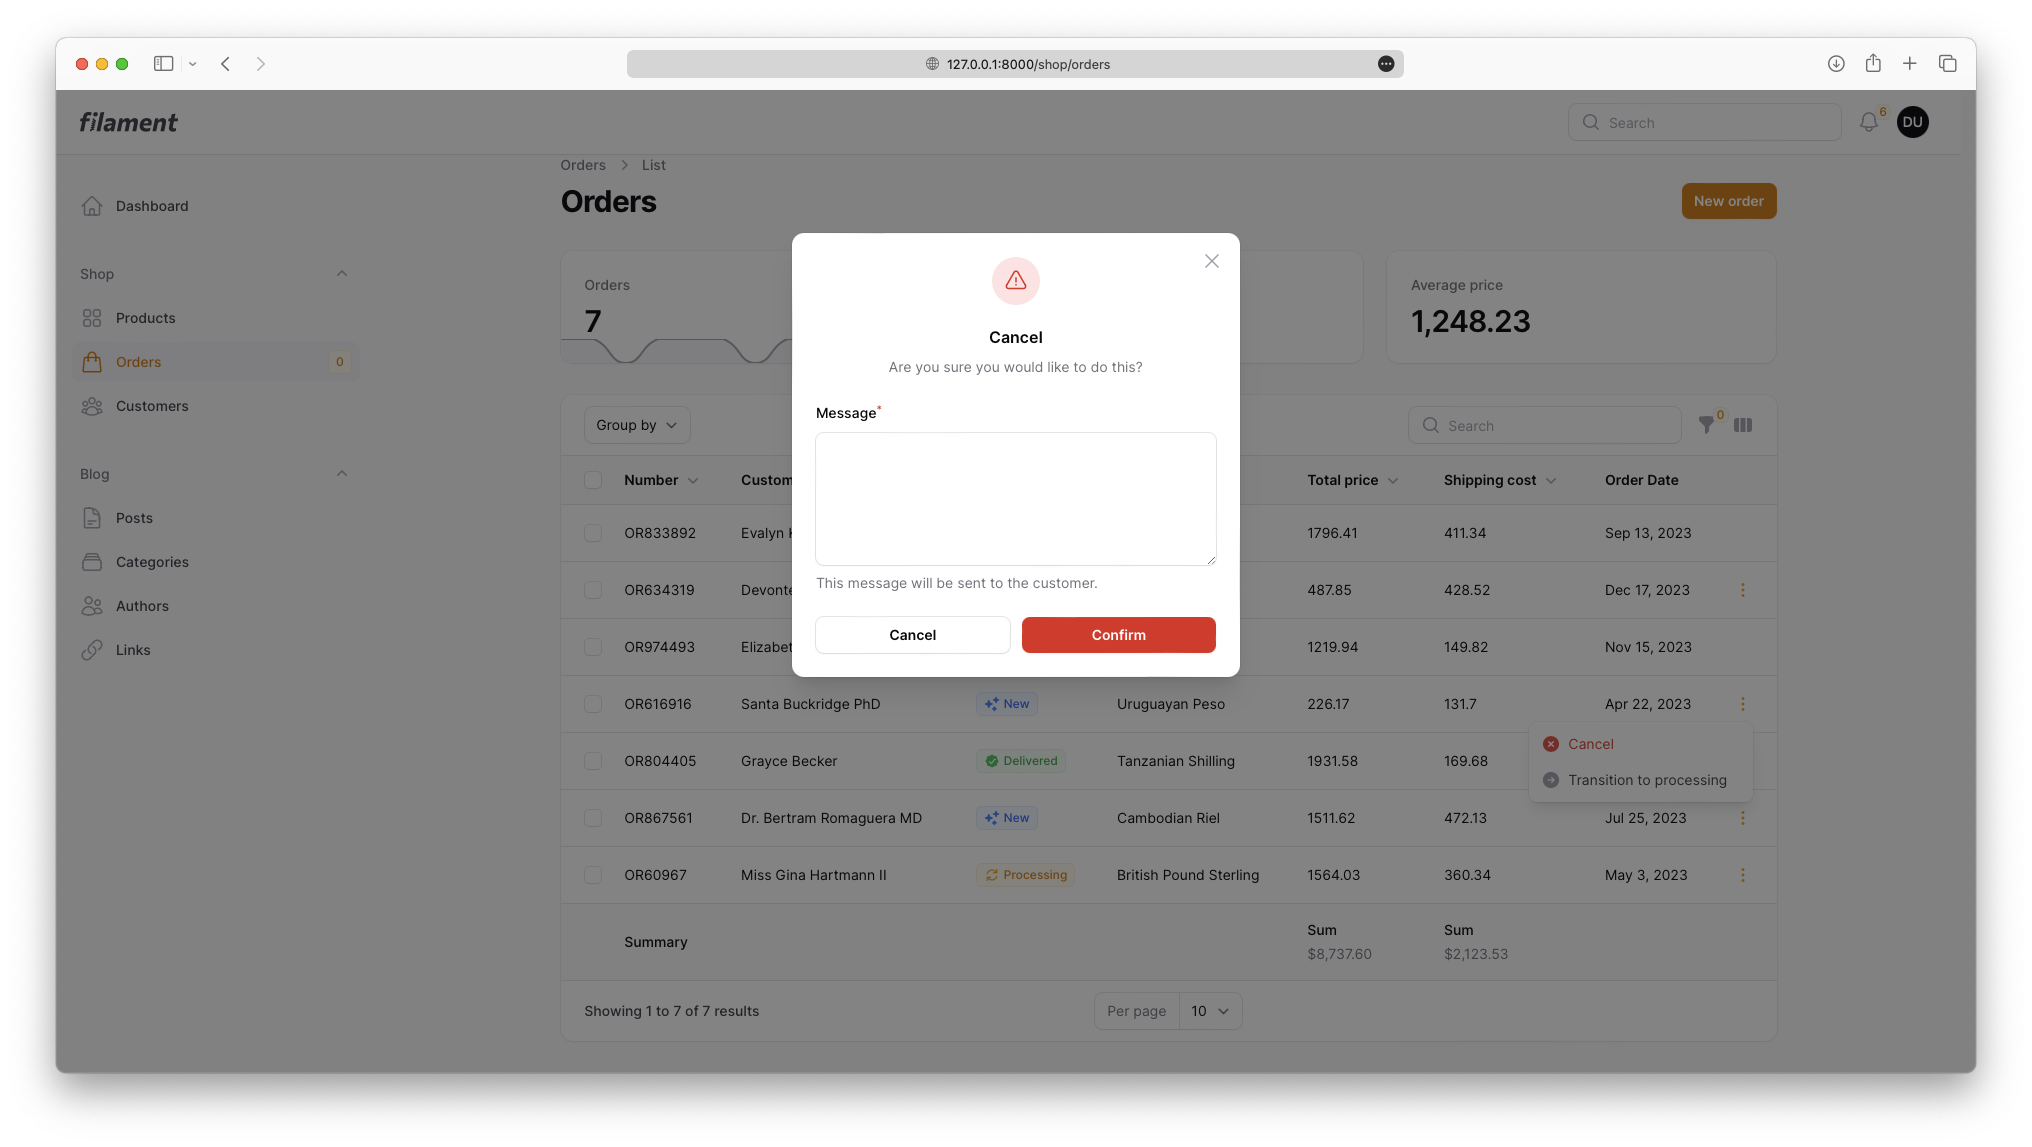 127.0.0.1:8000/shop/orders
filament
Search
6
DU
Dashboard
Shop
Products
Orders 0
Customers
Blog
Posts
Categories
Authors
Links
Orders > List
Orders
New order
Orders
7
Average price
1,248.23
Group by
Search
0
Number Custom Total price Shipping cost Order Date
OR833892 Evalyn 1796.41 411.34 Sep 13, 2023
OR634319 Devonte 487.85 428.52 Dec 17, 2023
OR974493 Elizabet 1219.94 149.82 Nov 15, 2023
OR616916 Santa Buckridge PhD New Uruguayan Peso 226.17 131.7 Apr 22, 2023
OR804405 Grayce Becker Delivered Tanzanian Shilling 1931.58 169.68
OR867561 Dr. Bertram Romaguera MD New Cambodian Riel 1511.62 472.13 Jul 25, 2023
OR60967 Miss Gina Hartmann II Processing British Pound Sterling 1564.03 360.34 May 3, 2023
Summary
Sum
$8,737.60
Sum
$2,123.53
Showing 1 to 7 of 7 results
Per page 10
Cancel
Transition to processing
Cancel
Are you sure you would like to do this?
Message*
This message will be sent to the customer.
Cancel
Confirm